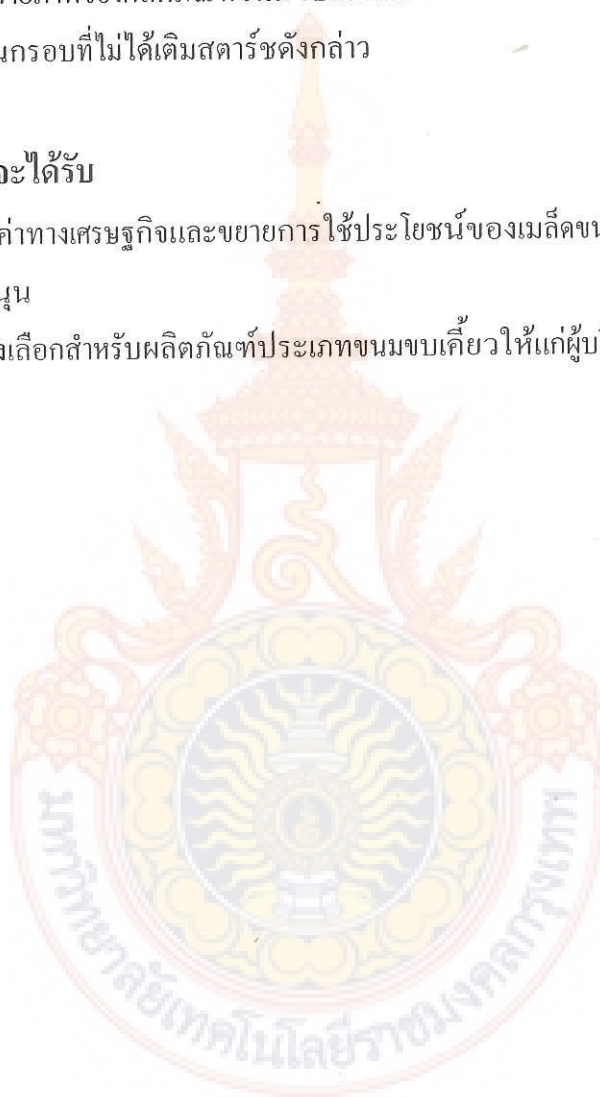 นกรอบที่ไม่ได้เติมสตาร์ชดังกล่าว
จะได้รับ
ค่าทางเศรษฐกิจและขยายการใช้ประโยชน์ของเมล็ดขน
นุน
งเลือกสำหรับผลิตภัณฑ์ประเภทขนมขบเคี้ยวให้แก่ผู้บ
มหาวิทยาลัยเทคโนโลยีราชมงคลกรุงเทพ